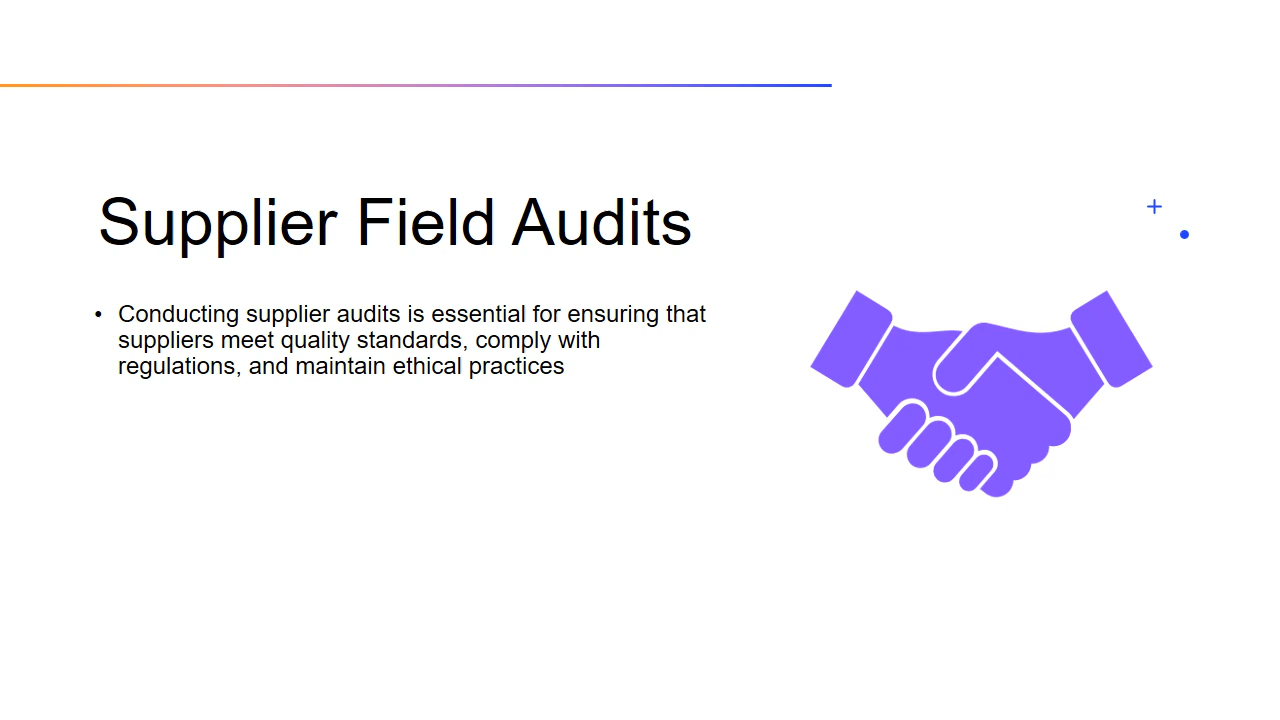 Supplier Field Audits
• Conducting supplier audits is essential for ensuring that
suppliers meet quality standards, comply with
regulations, and maintain ethical practices